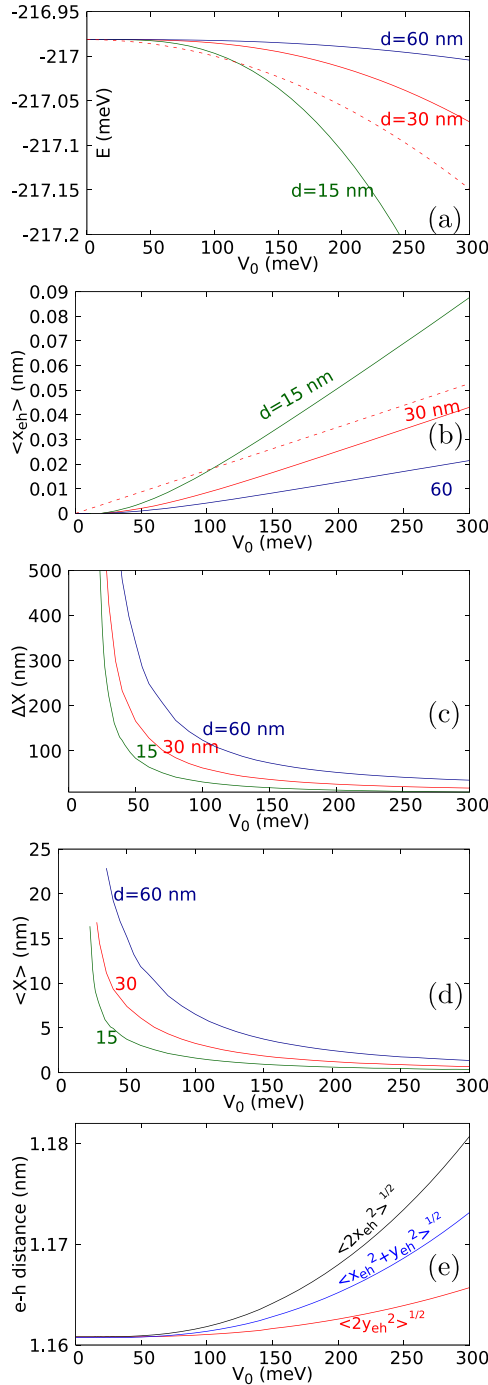 -216.95
-217
-217.05
-217.1
-217.15
-217.2
E (meV)
d=60 nm
d=30 nm
d=15 nm
(a)
0 50 100 150 200 250 300
V0 (meV)
0.09
0.08
0.07
0.06
0.05
0.04
0.03
0.02
0.01
0
<xeh> (nm)
d=15 nm
30 nm
(b)
60
0 50 100 150 200 250 300
V0 (meV)
500
400
300
200
100
ΔX (nm)
(c)
d=60 nm
30 nm
15
0 50 100 150 200 250 300
V0 (meV)
25
20
15
10
5
0
<X> (nm)
d=60 nm
(d)
30
15
0 50 100 150 200 250 300
V0 (meV)
1.18
1.17
1.16
e-h distance (nm)
<2xeh²>1/2
<xeh²+yeh²>1/2
(e)
<2yeh²>1/2
0 50 100 150 200 250 300
V0 (meV)